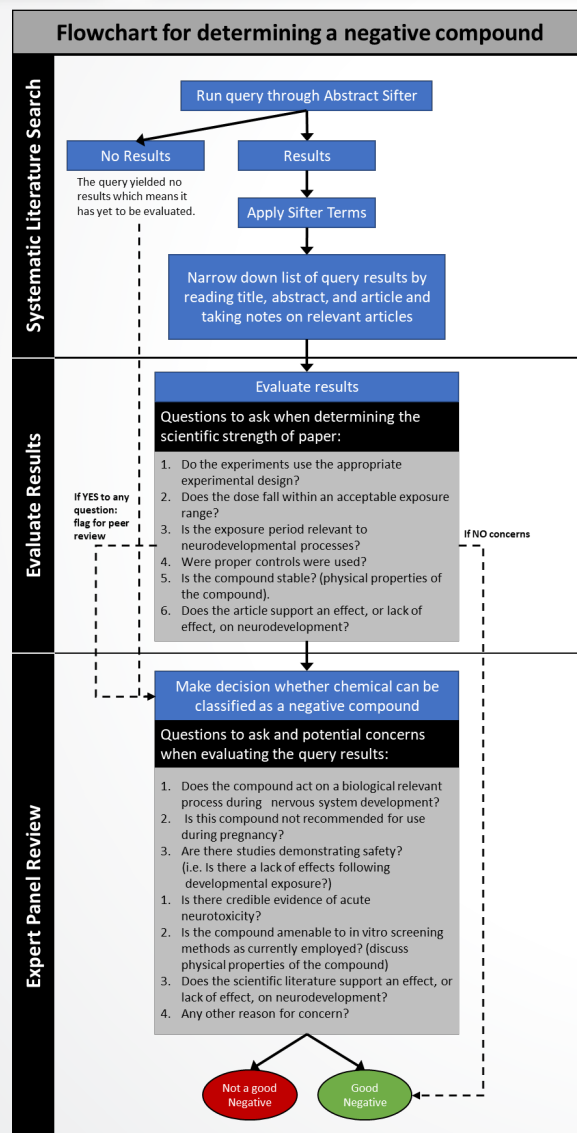 Flowchart for determining a negative compound
Systematic Literature Search
Run query through Abstract Sifter
No Results
Results
The query yielded no
results which means it
has yet to be evaluated.
Apply Sifter Terms
Narrow down list of query results by
reading title, abstract, and article and
taking notes on relevant articles
Evaluate Results
Evaluate results
Questions to ask when determining the
scientific strength of paper:
1. Do the experiments use the appropriate
experimental design?
2. Does the dose fall within an acceptable exposure
range?
3. Is the exposure period relevant to
neurodevelopmental processes?
4. Were proper controls were used?
5. Is the compound stable? (physical properties of
the compound).
6. Does the article support an effect, or lack of
effect, on neurodevelopment?
If YES to any
question:
flag for peer
review
If NO concerns
Expert Panel Review
Make decision whether chemical can be
classified as a negative compound
Questions to ask and potential concerns
when evaluating the query results:
1. Does the compound act on a biological relevant
process during nervous system development?
2. Is this compound not recommended for use
during pregnancy?
3. Are there studies demonstrating safety?
(i.e. Is there a lack of effects following
developmental exposure?)
1. Is there credible evidence of acute
neurotoxicity?
2. Is the compound amenable to in vitro screening
methods as currently employed? (discuss
physical properties of the compound)
3. Does the scientific literature support an effect, or
lack of effect, on neurodevelopment?
4. Any other reason for concern?
Not a good
Negative
Good
Negative